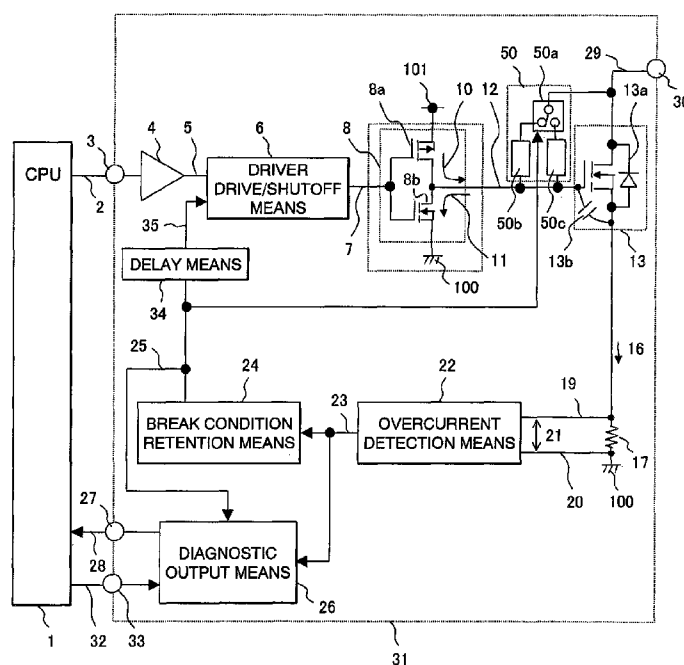 50 50a 29
101 10 12 30
8a 13a
3 4 5 6 8
CPU
DRIVER
DRIVE/SHUTOFF
MEANS
2 8b
35 7 50b 50c
11 13b 13
DELAY MEANS
100
34
25 24 22 16
23 19
BREAK CONDITION
RETENTION MEANS
OVERCURRENT
DETECTION MEANS
21
17
20 100
27
28
DIAGNOSTIC
OUTPUT MEANS
26
1 32 33
31